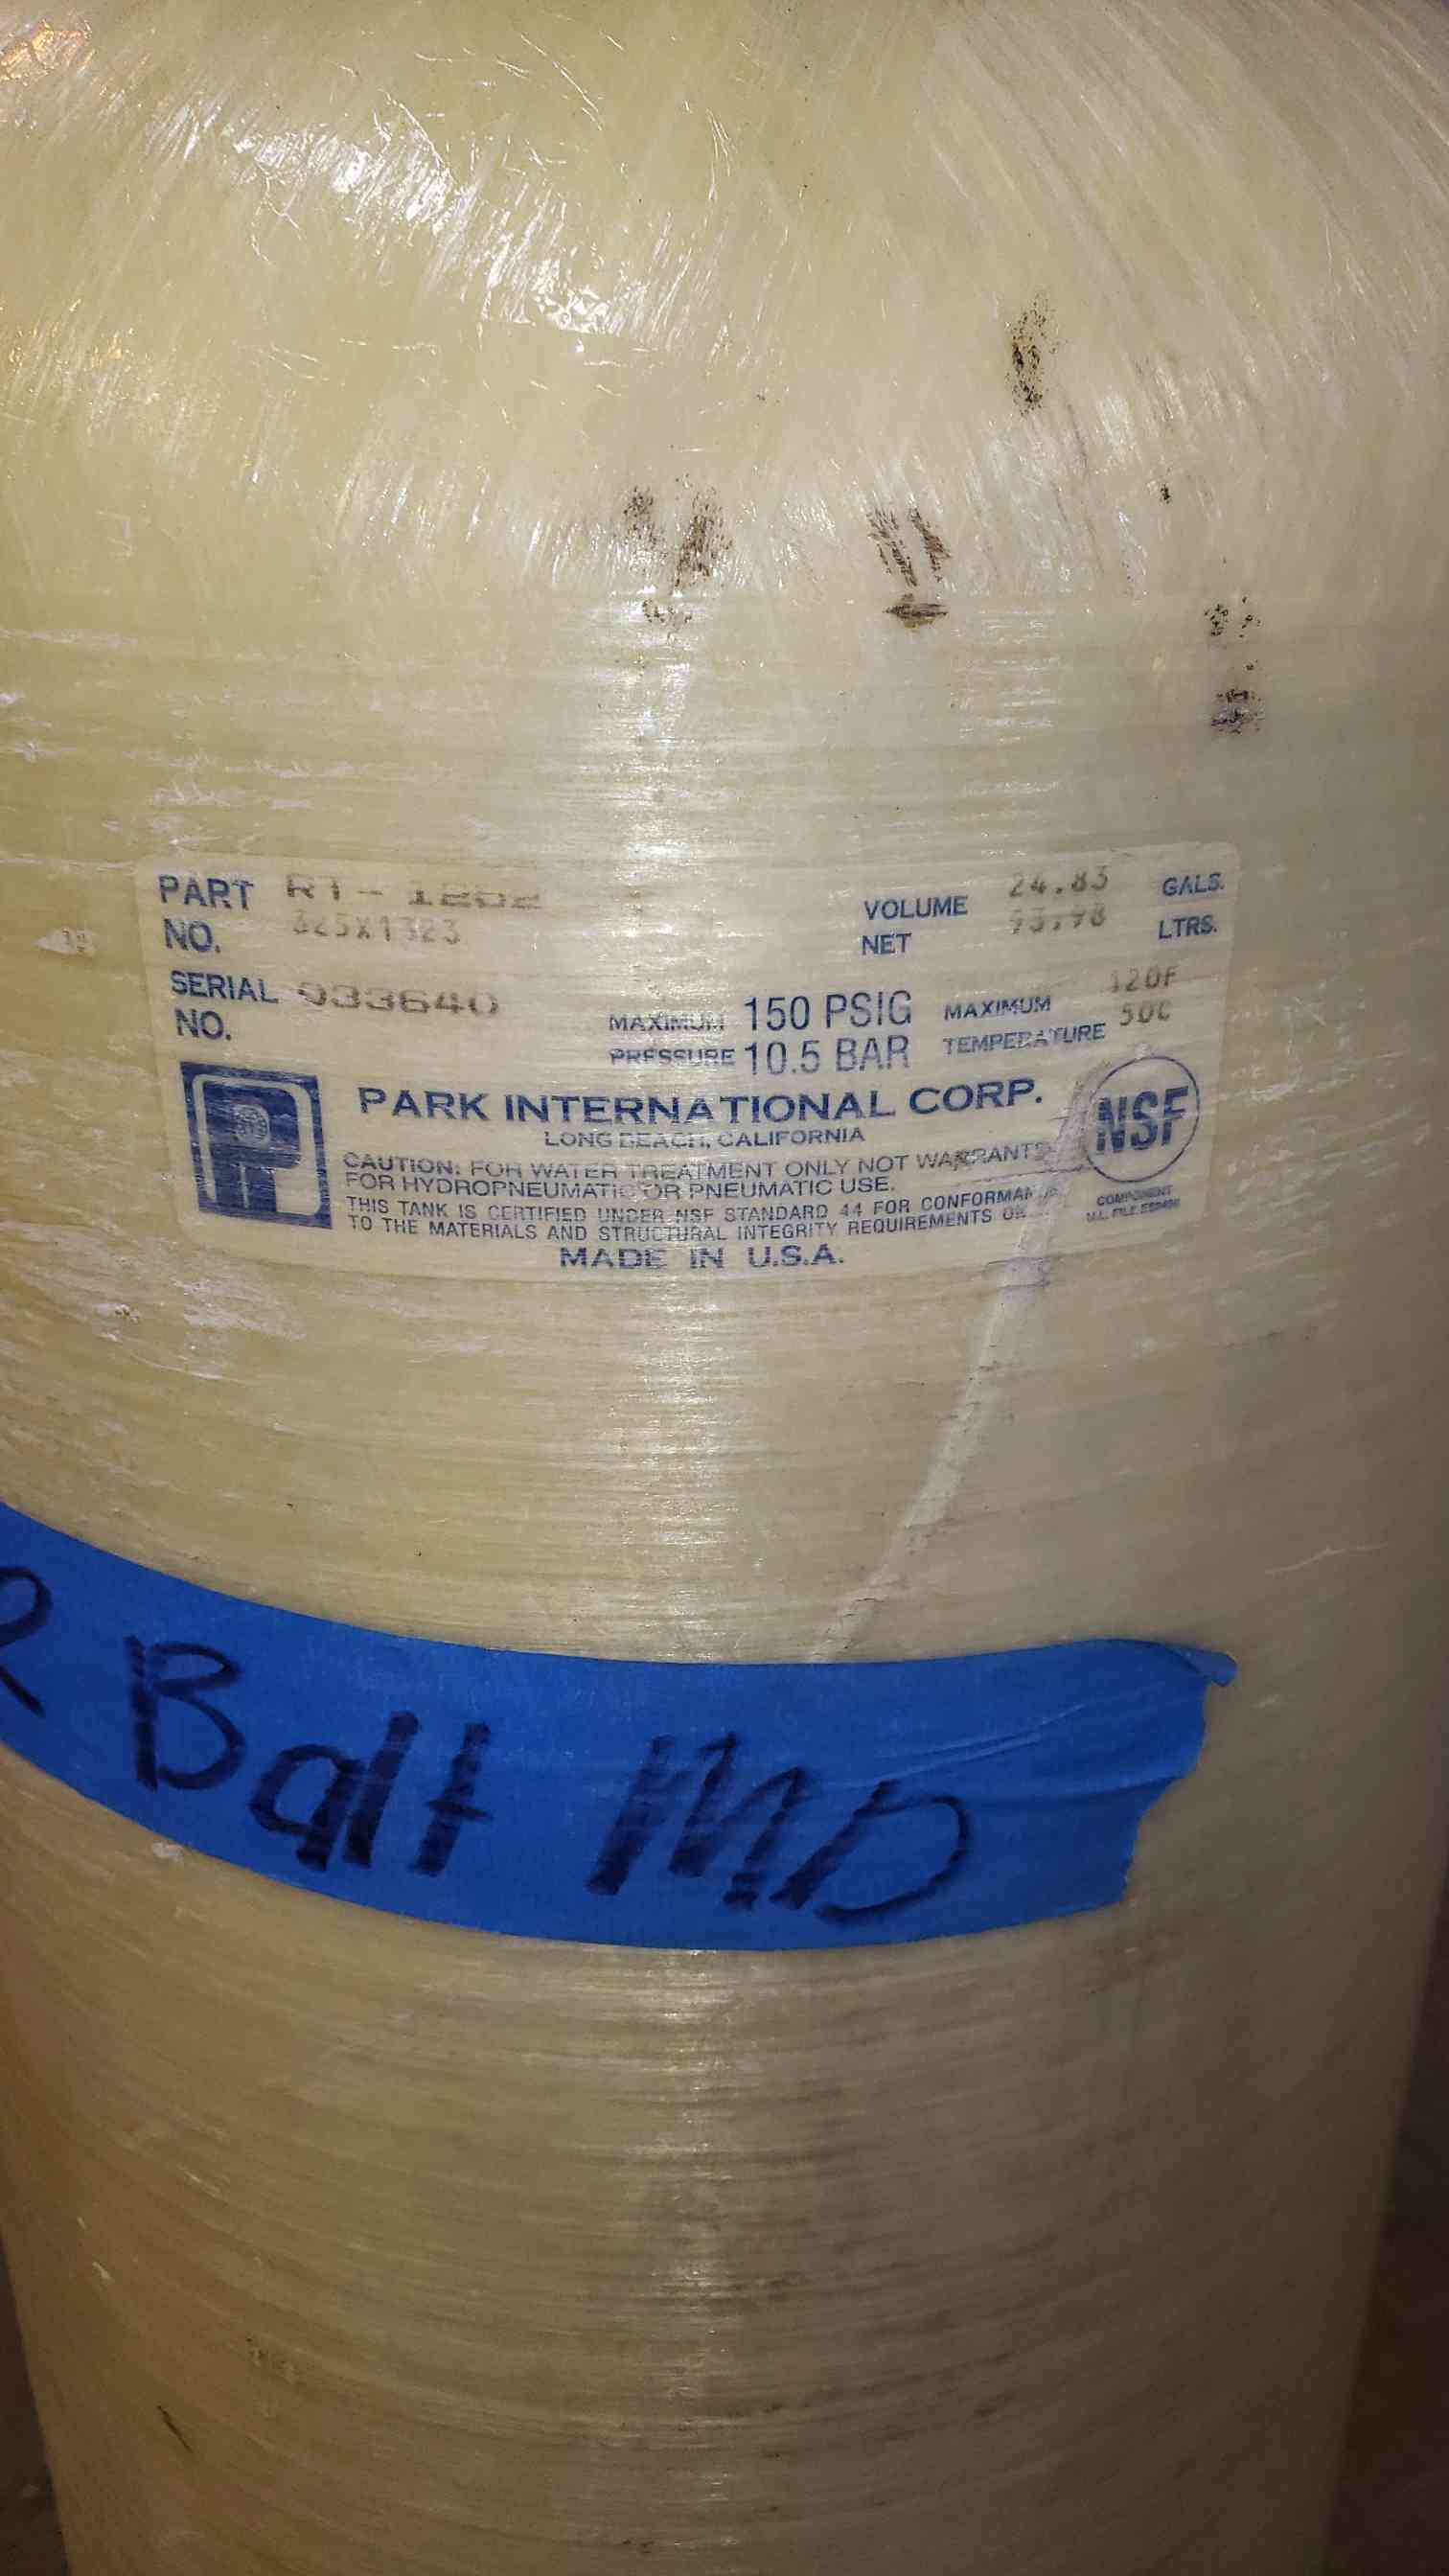 PART NO. RT-1252
325X1323
VOLUME NET 24.83 GALS.
93.98 LTRS.
SERIAL NO. 933640
MAXIMUM PRESSURE 150 PSIG
10.5 BAR
MAXIMUM TEMPERATURE 120F
50C
PARK INTERNATIONAL CORP.
LONG BEACH, CALIFORNIA
CAUTION: FOR WATER TREATMENT ONLY NOT
FOR HYDROPNEUMATIC OR PNEUMATIC USE.
THIS TANK IS CERTIFIED UNDER NSF STANDARD 44 FOR
TO THE MATERIALS AND STRUCTURAL INTEGRITY REQUIREMENTS
MADE IN U.S.A.
NSF
COMPONENT
R Balt MD